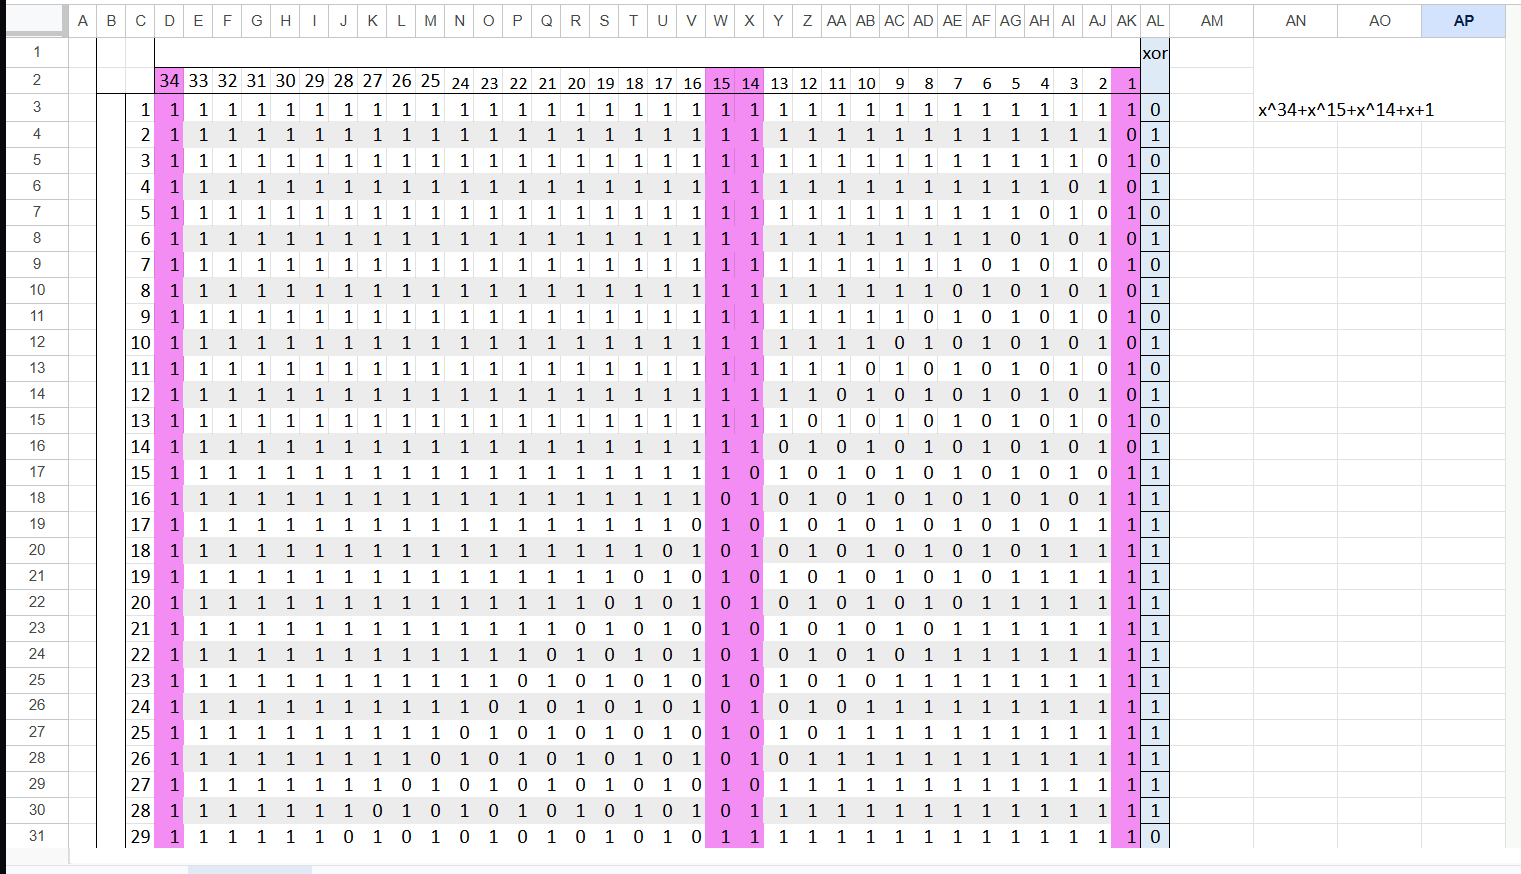 A B C D E F G H I J K L M N O P Q R S T U V W X Y Z AA AB AC AD AE AF AG AH AI AJ AK AL AM AN AO AP
1 xor
2 34 33 32 31 30 29 28 27 26 25 24 23 22 21 20 19 18 17 16 15 14 13 12 11 10 9 8 7 6 5 4 3 2 1
3 1 1 1 1 1 1 1 1 1 1 1 1 1 1 1 1 1 1 1 1 1 1 1 1 1 1 1 1 1 1 1 1 1 1 1 0 x^34+x^15+x^14+x+1
4 2 1 1 1 1 1 1 1 1 1 1 1 1 1 1 1 1 1 1 1 1 1 1 1 1 1 1 1 1 1 1 1 1 1 0 1
5 3 1 1 1 1 1 1 1 1 1 1 1 1 1 1 1 1 1 1 1 1 1 1 1 1 1 1 1 1 1 1 1 1 0 1 0
6 4 1 1 1 1 1 1 1 1 1 1 1 1 1 1 1 1 1 1 1 1 1 1 1 1 1 1 1 1 1 1 1 0 1 0 1
7 5 1 1 1 1 1 1 1 1 1 1 1 1 1 1 1 1 1 1 1 1 1 1 1 1 1 1 1 1 1 1 0 1 0 1 0
8 6 1 1 1 1 1 1 1 1 1 1 1 1 1 1 1 1 1 1 1 1 1 1 1 1 1 1 1 1 1 0 1 0 1 0 1
9 7 1 1 1 1 1 1 1 1 1 1 1 1 1 1 1 1 1 1 1 1 1 1 1 1 1 1 1 1 0 1 0 1 0 1 0
10 8 1 1 1 1 1 1 1 1 1 1 1 1 1 1 1 1 1 1 1 1 1 1 1 1 1 1 1 0 1 0 1 0 1 0 1
11 9 1 1 1 1 1 1 1 1 1 1 1 1 1 1 1 1 1 1 1 1 1 1 1 1 1 1 0 1 0 1 0 1 0 1 0
12 10 1 1 1 1 1 1 1 1 1 1 1 1 1 1 1 1 1 1 1 1 1 1 1 1 1 0 1 0 1 0 1 0 1 0 1
13 11 1 1 1 1 1 1 1 1 1 1 1 1 1 1 1 1 1 1 1 1 1 1 1 1 0 1 0 1 0 1 0 1 0 1 0
14 12 1 1 1 1 1 1 1 1 1 1 1 1 1 1 1 1 1 1 1 1 1 1 1 0 1 0 1 0 1 0 1 0 1 0 1
15 13 1 1 1 1 1 1 1 1 1 1 1 1 1 1 1 1 1 1 1 1 1 1 0 1 0 1 0 1 0 1 0 1 0 1 0
16 14 1 1 1 1 1 1 1 1 1 1 1 1 1 1 1 1 1 1 1 1 1 0 1 0 1 0 1 0 1 0 1 0 1 0 1
17 15 1 1 1 1 1 1 1 1 1 1 1 1 1 1 1 1 1 1 1 1 0 1 0 1 0 1 0 1 0 1 0 1 0 1 1
18 16 1 1 1 1 1 1 1 1 1 1 1 1 1 1 1 1 1 1 1 0 1 0 1 0 1 0 1 0 1 0 1 0 1 1 1
19 17 1 1 1 1 1 1 1 1 1 1 1 1 1 1 1 1 1 1 0 1 0 1 0 1 0 1 0 1 0 1 0 1 1 1 1
20 18 1 1 1 1 1 1 1 1 1 1 1 1 1 1 1 1 1 0 1 0 1 0 1 0 1 0 1 0 1 0 1 1 1 1 1
21 19 1 1 1 1 1 1 1 1 1 1 1 1 1 1 1 1 0 1 0 1 0 1 0 1 0 1 0 1 0 1 1 1 1 1 1
22 20 1 1 1 1 1 1 1 1 1 1 1 1 1 1 1 0 1 0 1 0 1 0 1 0 1 0 1 0 1 1 1 1 1 1 1
23 21 1 1 1 1 1 1 1 1 1 1 1 1 1 1 0 1 0 1 0 1 0 1 0 1 0 1 0 1 1 1 1 1 1 1 1
24 22 1 1 1 1 1 1 1 1 1 1 1 1 1 0 1 0 1 0 1 0 1 0 1 0 1 0 1 1 1 1 1 1 1 1 1
25 23 1 1 1 1 1 1 1 1 1 1 1 1 0 1 0 1 0 1 0 1 0 1 0 1 0 1 1 1 1 1 1 1 1 1 1
26 24 1 1 1 1 1 1 1 1 1 1 1 0 1 0 1 0 1 0 1 0 1 0 1 0 1 1 1 1 1 1 1 1 1 1 1
27 25 1 1 1 1 1 1 1 1 1 1 0 1 0 1 0 1 0 1 0 1 0 1 0 1 1 1 1 1 1 1 1 1 1 1 1
28 26 1 1 1 1 1 1 1 1 1 0 1 0 1 0 1 0 1 0 1 0 1 0 1 1 1 1 1 1 1 1 1 1 1 1 1
29 27 1 1 1 1 1 1 1 1 0 1 0 1 0 1 0 1 0 1 0 1 0 1 1 1 1 1 1 1 1 1 1 1 1 1 1
30 28 1 1 1 1 1 1 1 0 1 0 1 0 1 0 1 0 1 0 1 0 1 1 1 1 1 1 1 1 1 1 1 1 1 1 1
31 29 1 1 1 1 1 1 0 1 0 1 0 1 0 1 0 1 0 1 0 1 1 1 1 1 1 1 1 1 1 1 1 1 1 1 0